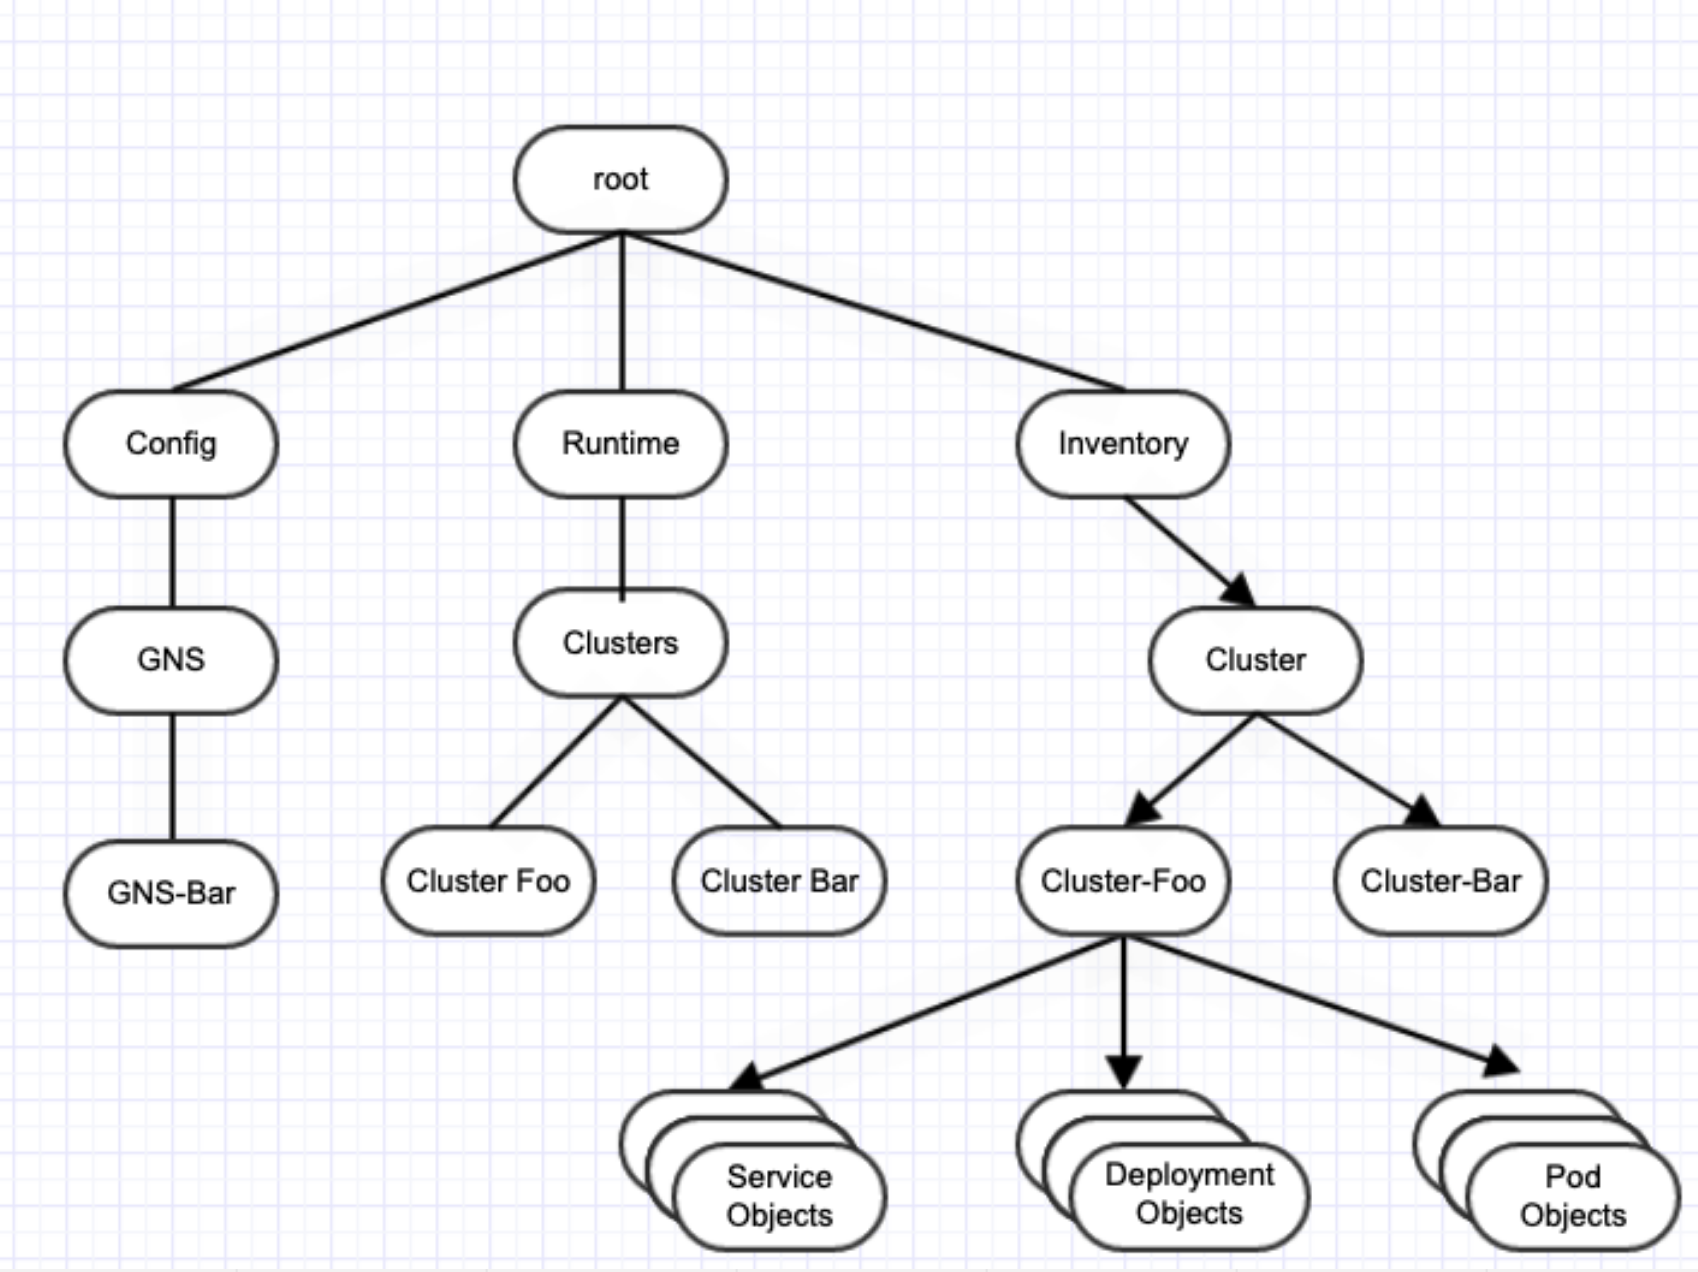 root
Config
Runtime
Inventory
GNS
Clusters
Cluster
GNS-Bar
Cluster Foo
Cluster Bar
Cluster-Foo
Cluster-Bar
Service
Objects
Deployment
Objects
Pod
Objects